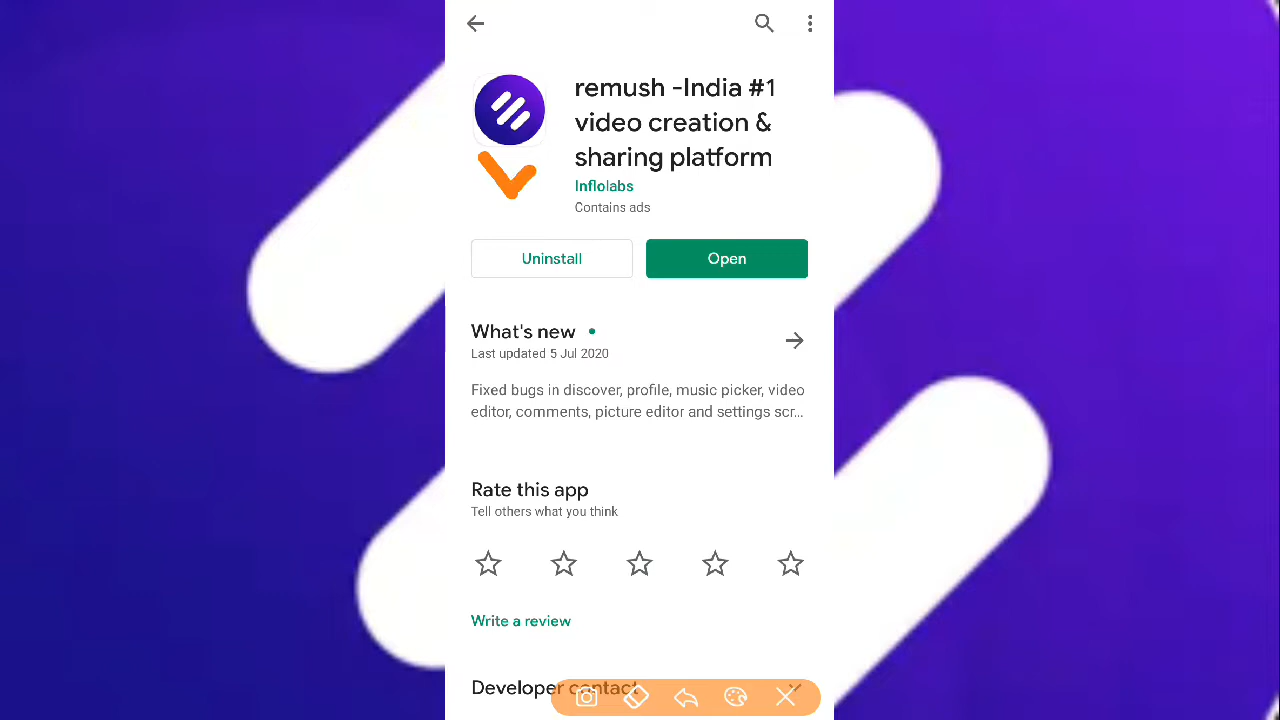 remush -India #1
video creation &
sharing platform
Inflolabs
Contains ads
Uninstall
Open
What's new
Last updated 5 Jul 2020
Fixed bugs in discover, profile, music picker, video
editor, comments, picture editor and settings scr...
Rate this app
Tell others what you think
Write a review
Developer contact